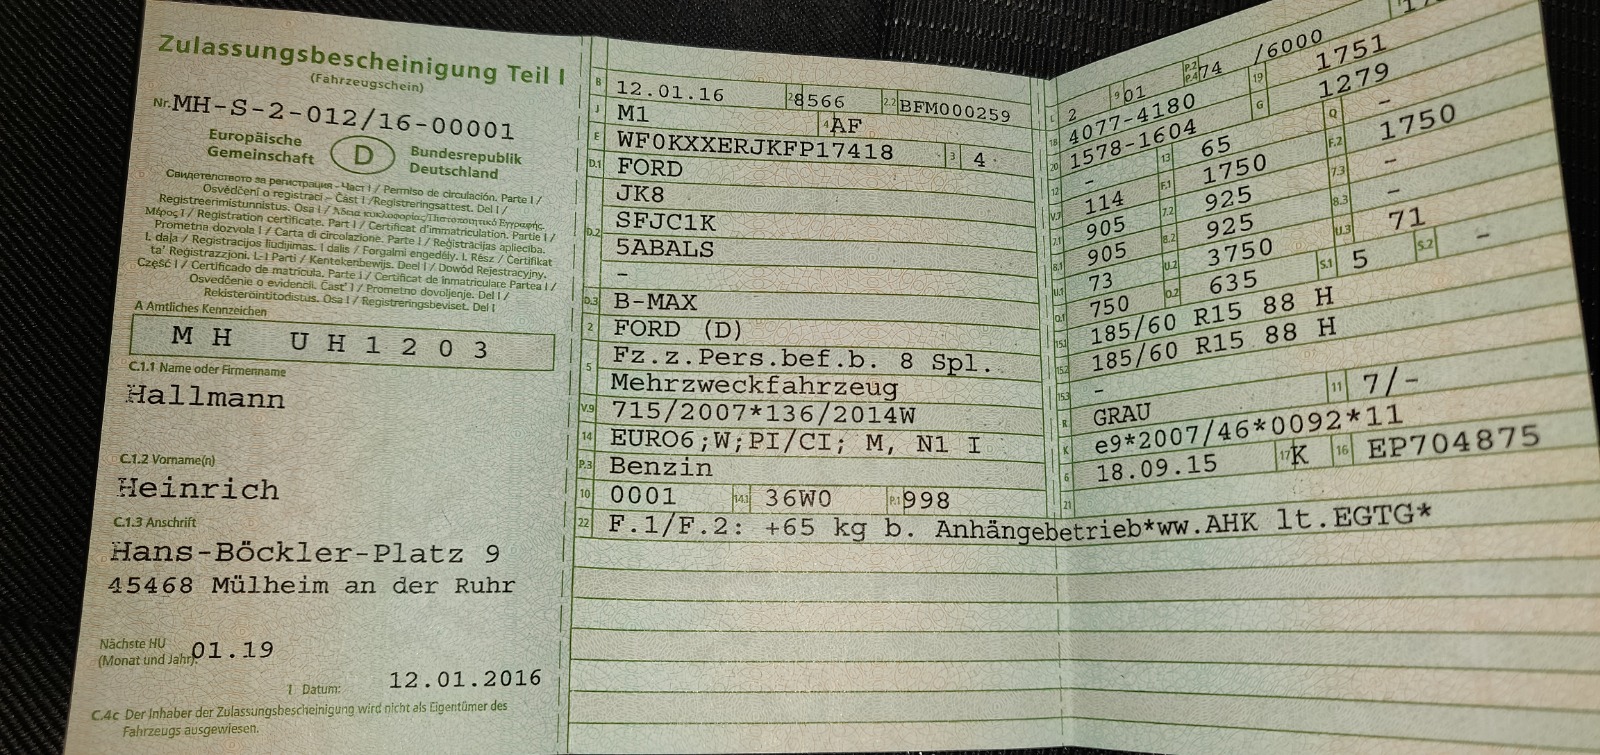 Zulassungsbescheinigung Teil I
(Fahrzeugschein)
Nr. MH-S-2-012/16-00001
Europäische Gemeinschaft
D
Bundesrepublik Deutschland
Свидетелство за регистрация - Част I / Permiso de circulación. Parte I /
Osvědčení o registraci - Část I / Registreringsattest. Del I /
Registreerimistunnistus. Osa I / Άδεια κυκλοφορίας/Πιστοποιητικό Εγγραφής.
Μέρος I / Registration certificate. Part I / Certificat d'immatriculation. Partie I /
Prometna dozvola I / Carta di circolazione. Parte I / Reģistrācijas apliecība.
I. daļa / Registracijos liudijimas. I dalis / Forgalmi engedély. I. Rész / Ċertifikat
ta' Reġistrazzjoni. L-I Parti / Kentekenbewijs. Deel I / Dowód Rejestracyjny.
Część I / Certificado de matrícula. Parte I / Certificat de inmatriculare Partea I /
Osvedčenie o evidencii. Časť I / Prometno dovoljenje. Del I /
Rekisteröintitodistus. Osa I / Registreringsbeviset. Del I
A Amtliches Kennzeichen
MH UH1203
C.1.1 Name oder Firmenname
Hallmann
C.1.2 Vorname(n)
Heinrich
C.1.3 Anschrift
Hans-Böckler-Platz 9
45468 Mülheim an der Ruhr
Nächste HU
(Monat und Jahr): 01.19
I Datum: 12.01.2016
C.4c Der Inhaber der Zulassungsbescheinigung wird nicht als Eigentümer des
Fahrzeugs ausgewiesen.
B 12.01.16 2.1 8566 2.2 BFM000259
J M1 4 AF
E WF0KXXERJKFP17418 3 4
D.1 FORD
JK8
D.2 SFJC1K
5ABALS
–
D.3 B-MAX
2 FORD (D)
5 Fz.z.Pers.bef.b. 8 Spl.
Mehrzweckfahrzeug
V.9 715/2007*136/2014W
14 EURO6;W;PI/CI; M, N1 I
P.3 Benzin
10 0001 14.1 36W0 P.1 998
22 F.1/F.2: +65 kg b. Anhängebetrieb*ww.AHK lt.EGTG*
L 2 9 01 P.2 P.4 74 /6000
18 4077-4180 19 1751
20 1578-1604 G 1279
12 – 13 65 Q –
V.7 114 F.1 1750 F.2 1750
7.1 905 7.2 925 7.3 –
8.1 905 8.2 925 8.3 –
U.1 73 U.2 3750 U.3 71
O.1 750 O.2 635 S.1 5 S.2 –
15.1 185/60 R15 88 H
15.2 185/60 R15 88 H
15.3 –
R GRAU 11 7/–
K e9*2007/46*0092*11
6 18.09.15 17 K 16 EP704875
21